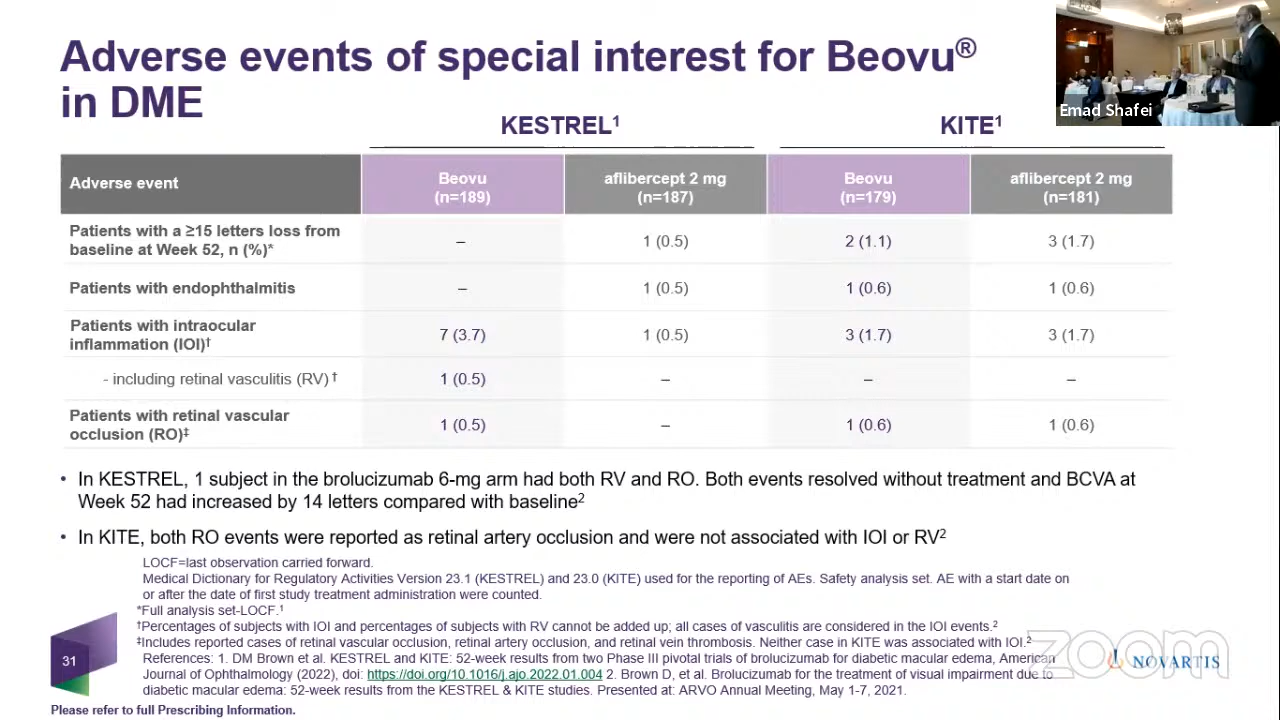 Adverse events of special interest for Beovu®
in DME
Emad Shafei
KESTREL¹ KITE¹
Adverse event Beovu (n=189) aflibercept 2 mg (n=187) Beovu (n=179) aflibercept 2 mg (n=181)
Patients with a ≥15 letters loss from
baseline at Week 52, n (%)* – 1 (0.5) 2 (1.1) 3 (1.7)
Patients with endophthalmitis – 1 (0.5) 1 (0.6) 1 (0.6)
Patients with intraocular
inflammation (IOI)† 7 (3.7) 1 (0.5) 3 (1.7) 3 (1.7)
- including retinal vasculitis (RV) † 1 (0.5) – – –
Patients with retinal vascular
occlusion (RO)‡ 1 (0.5) – 1 (0.6) 1 (0.6)
• In KESTREL, 1 subject in the brolucizumab 6-mg arm had both RV and RO. Both events resolved without treatment and BCVA at
Week 52 had increased by 14 letters compared with baseline²
• In KITE, both RO events were reported as retinal artery occlusion and were not associated with IOI or RV²
LOCF=last observation carried forward.
Medical Dictionary for Regulatory Activities Version 23.1 (KESTREL) and 23.0 (KITE) used for the reporting of AEs. Safety analysis set. AE with a start date on
or after the date of first study treatment administration were counted.
*Full analysis set-LOCF.¹
†Percentages of subjects with IOI and percentages of subjects with RV cannot be added up; all cases of vasculitis are considered in the IOI events.²
‡Includes reported cases of retinal vascular occlusion, retinal artery occlusion, and retinal vein thrombosis. Neither case in KITE was associated with IOI.²
References: 1. DM Brown et al. KESTREL and KITE: 52-week results from two Phase III pivotal trials of brolucizumab for diabetic macular edema, American
Journal of Ophthalmology (2022), doi: https://doi.org/10.1016/j.ajo.2022.01.004 2. Brown D, et al. Brolucizumab for the treatment of visual impairment due to
diabetic macular edema: 52-week results from the KESTREL & KITE studies. Presented at: ARVO Annual Meeting, May 1-7, 2021.
31
zoom
NOVARTIS
Please refer to full Prescribing Information.